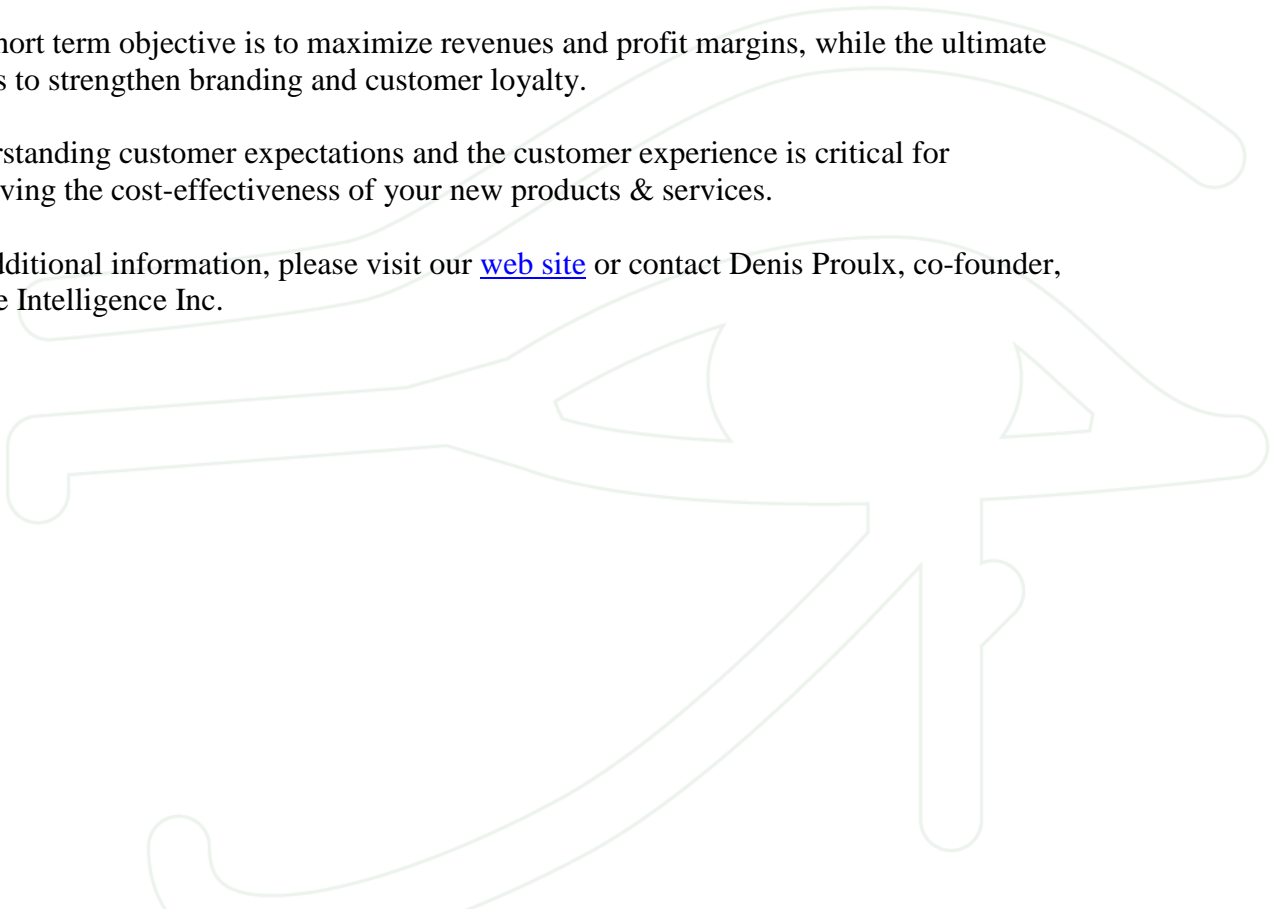 hort term objective is to maximize revenues and profit margins, while the ultimate
s to strengthen branding and customer loyalty.
rstanding customer expectations and the customer experience is critical for
ving the cost-effectiveness of your new products & services.
dditional information, please visit our web site or contact Denis Proulx, co-founder,
e Intelligence Inc.